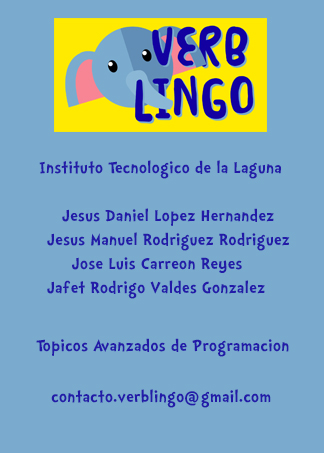 VERB
LINGO
Instituto Tecnologico de la Laguna
Jesus Daniel Lopez Hernandez
Jesus Manuel Rodriguez Rodriguez
Jose Luis Carreon Reyes
Jafet Rodrigo Valdes Gonzalez
Topicos Avanzados de Programacion
contacto.verblingo@gmail.com